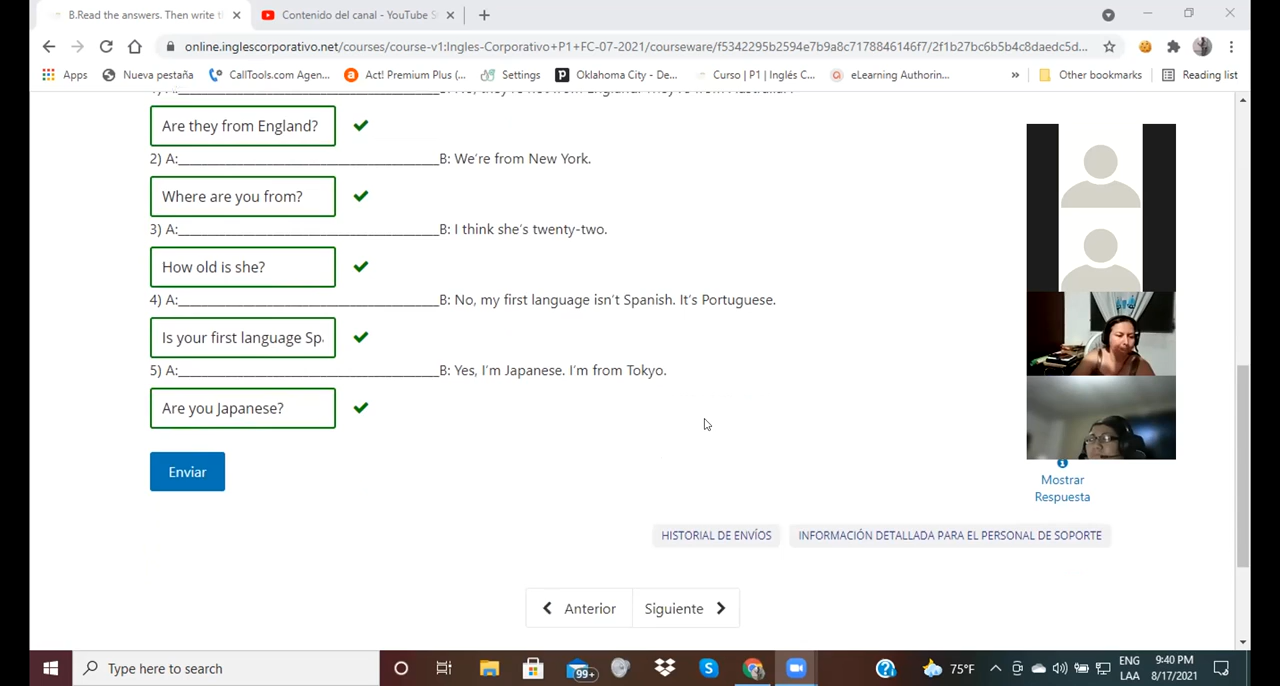 B.Read the answers. Then write t
Contenido del canal - YouTube S
online.inglescorporativo.net/courses/course-v1:Ingles-Corporativo+P1+FC-07-2021/courseware/f5342295b2594e7b9a8c7178846146f7/2f1b27bc6b5b4c8daedc5d...
Apps
Nueva pestaña
CallTools.com Agen...
Act! Premium Plus (...
Settings
Oklahoma City - De...
Curso | P1 | Inglés C...
eLearning Authorin...
»
Other bookmarks
Reading list
Are they from England?
2) A:___________________________________B: We're from New York.
Where are you from?
3) A:___________________________________B: I think she's twenty-two.
How old is she?
4) A:___________________________________B: No, my first language isn't Spanish. It's Portuguese.
Is your first language Sp
5) A:___________________________________B: Yes, I'm Japanese. I'm from Tokyo.
Are you Japanese?
Enviar
Mostrar
Respuesta
HISTORIAL DE ENVÍOS
INFORMACIÓN DETALLADA PARA EL PERSONAL DE SOPORTE
Anterior
Siguiente
Type here to search
99+
75°F
ENG
LAA
9:40 PM
8/17/2021